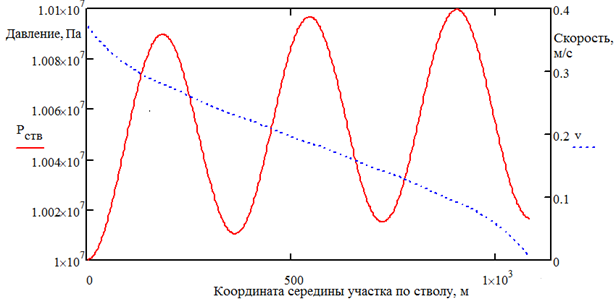 1.01×10⁷
Давление, Па
1.008×10⁷
1.006×10⁷
Pств
1.004×10⁷
1.002×10⁷
1×10⁷
0.4
Скорость,
м/с
0.3
0.2
v
0.1
0
0
500
1×10³
Координата середины участка по стволу, м